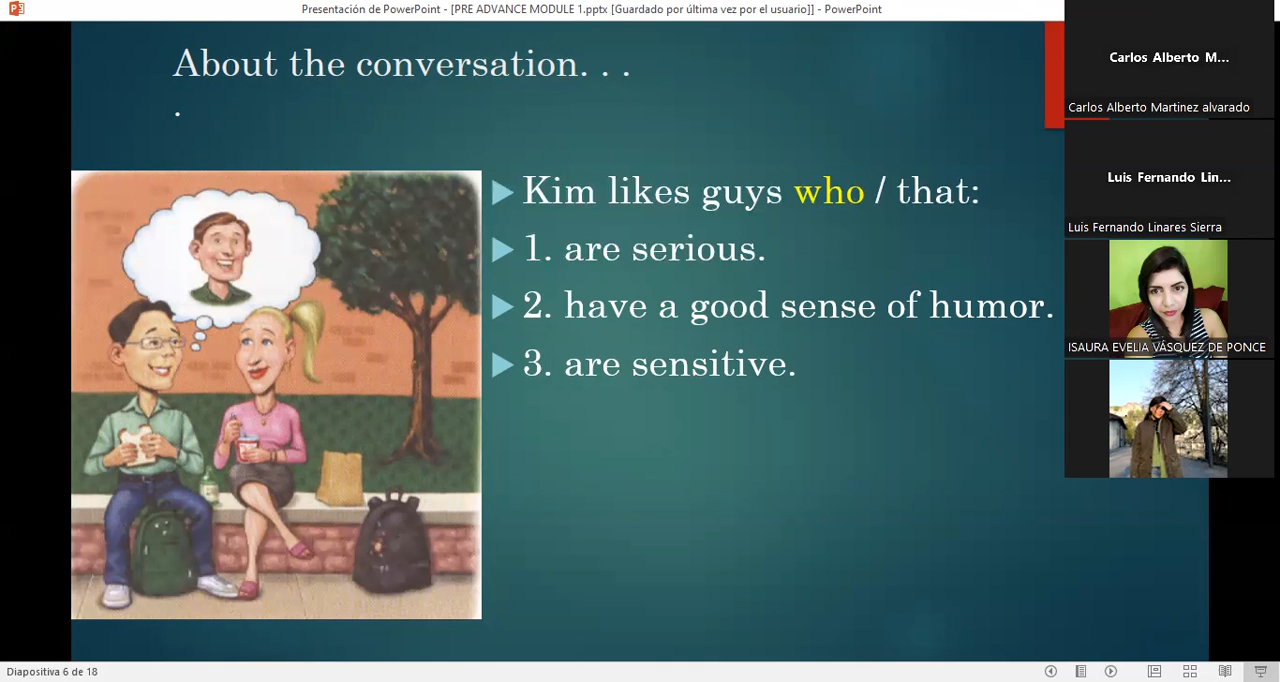 Presentación de PowerPoint - [PRE ADVANCE MODULE 1.pptx [Guardado por última vez por el usuario]] - PowerPoint
About the conversation. . .
.
Kim likes guys who / that:
1. are serious.
2. have a good sense of humor.
3. are sensitive.
Carlos Alberto M...
Carlos Alberto Martinez alvarado
Luis Fernando Lin...
Luis Fernando Linares Sierra
ISAURA EVELIA VÁSQUEZ DE PONCE
Diapositiva 6 de 18